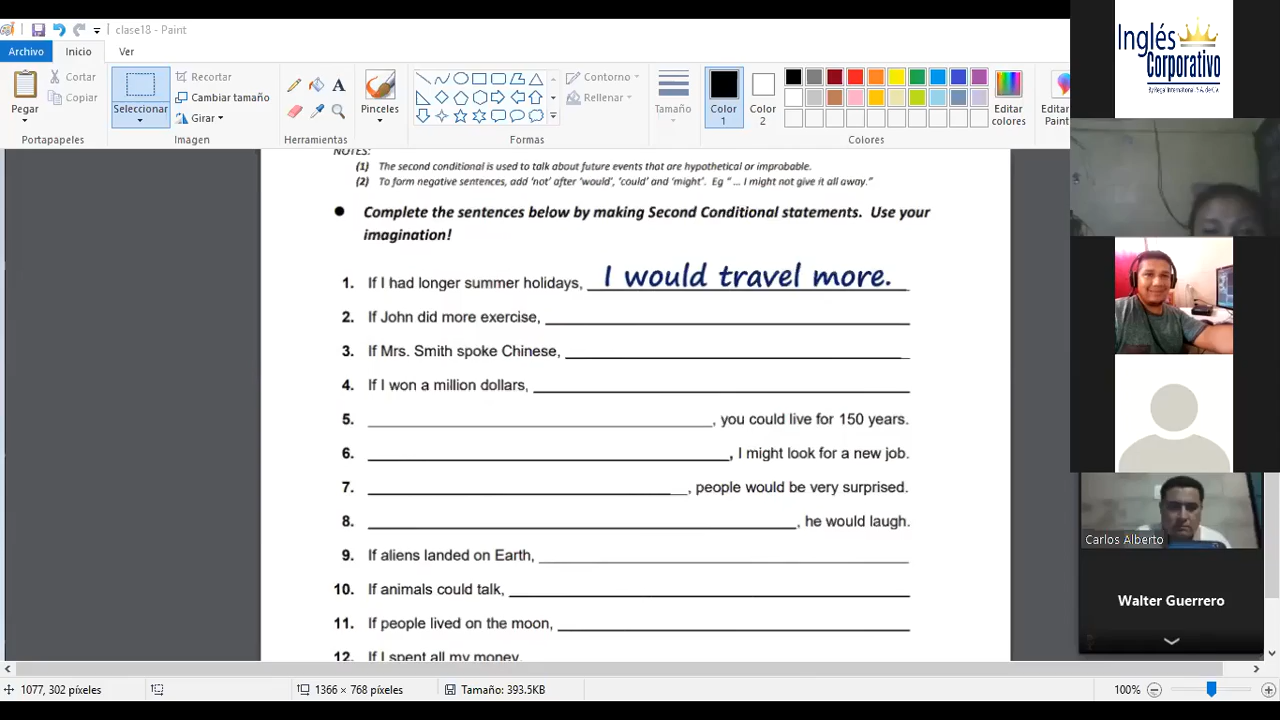 clase18 - Paint
Archivo Inicio Ver
Pegar
Cortar
Copiar
Portapapeles
Seleccionar
Recortar
Cambiar tamaño
Girar
Imagen
A
Herramientas
Pinceles
Contorno
Rellenar
Formas
Tamaño
Color 1
Color 2
Editar colores
Colores
Editar
Paint
NOTES:
(1) The second conditional is used to talk about future events that are hypothetical or improbable.
(2) To form negative sentences, add ‘not’ after ‘would’, ‘could’ and ‘might’. Eg “ … I might not give it all away.”
● Complete the sentences below by making Second Conditional statements. Use your
imagination!
1. If I had longer summer holidays, I would travel more.
2. If John did more exercise,
3. If Mrs. Smith spoke Chinese,
4. If I won a million dollars,
5. , you could live for 150 years.
6. , I might look for a new job.
7. , people would be very surprised.
8. , he would laugh.
9. If aliens landed on Earth,
10. If animals could talk,
11. If people lived on the moon,
12. If I spent all my money,
1077, 302 píxeles
1366 × 768 píxeles
Tamaño: 393.5KB
100%
Inglés
Corporativo
Carlos Alberto
Walter Guerrero